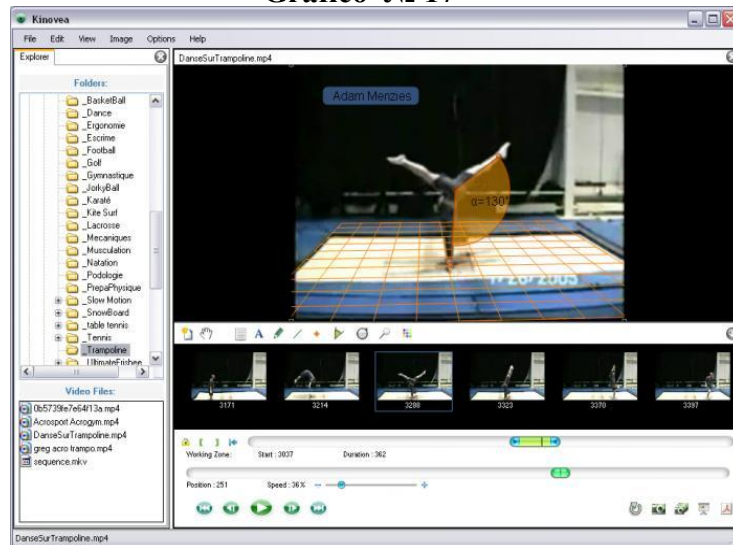 Gráfico Nº 17
Kinovea
File Edit View Image Options Help
Explorer
DanseSurTrampoline.mp4
Folders:
_BasketBall
_Dance
_Ergonomie
_Escrime
_Football
_Golf
_Gymnastique
_JorkyBall
_Karaté
_Kite Surf
_Lacrosse
_Mecaniques
_Musculation
_Natation
_Podologie
_PrepaPhysique
_Slow Motion
_SnowBoard
_table tennis
_Tennis
_Trampoline
_UltimateFrisbee
Adam Menzies
α=130°
3171 3214 3288 3323 3370 3397
Video Files:
0b5739fe7e64f13a.mp4
Acrosport Acrogym.mp4
DanseSurTrampoline.mp4
greg acro trampo.mp4
sequence.mkv
Working Zone: Start : 3037 Duration : 362
Position : 251 Speed : 36%
DanseSurTrampoline.mp4